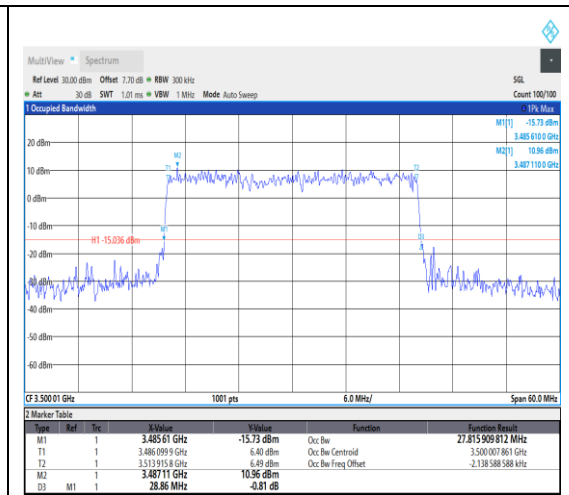 MultiView Spectrum
Ref Level 30.00 dBm Offset 7.70 dB RBW 300 kHz SGL
Att 30 dB SWT 1.01 ms VBW 1 MHz Mode Auto Sweep Count 100/100
1 Occupied Bandwidth 1Pk Max
M1[1] -15.73 dBm
3.485 610 0 GHz
M2[1] 10.96 dBm
3.487 110 0 GHz
20 dBm
10 dBm
0 dBm
-10 dBm
-20 dBm
-30 dBm
-40 dBm
-50 dBm
-60 dBm
T1
M2
T2
M1
D3
H1 -15.036 dBm
CF 3.500 01 GHz 1001 pts 6.0 MHz/ Span 60.0 MHz
2 Marker Table
Type Ref Trc X-Value Y-Value Function Function Result
M1 1 3.485 61 GHz -15.73 dBm Occ Bw 27.815 909 812 MHz
T1 1 3.486 099 9 GHz 6.40 dBm Occ Bw Centroid 3.500 007 861 GHz
T2 1 3.513 915 8 GHz 6.49 dBm Occ Bw Freq Offset -2.138 588 588 kHz
M2 1 3.487 11 GHz 10.96 dBm
D3 M1 1 28.86 MHz -0.81 dB